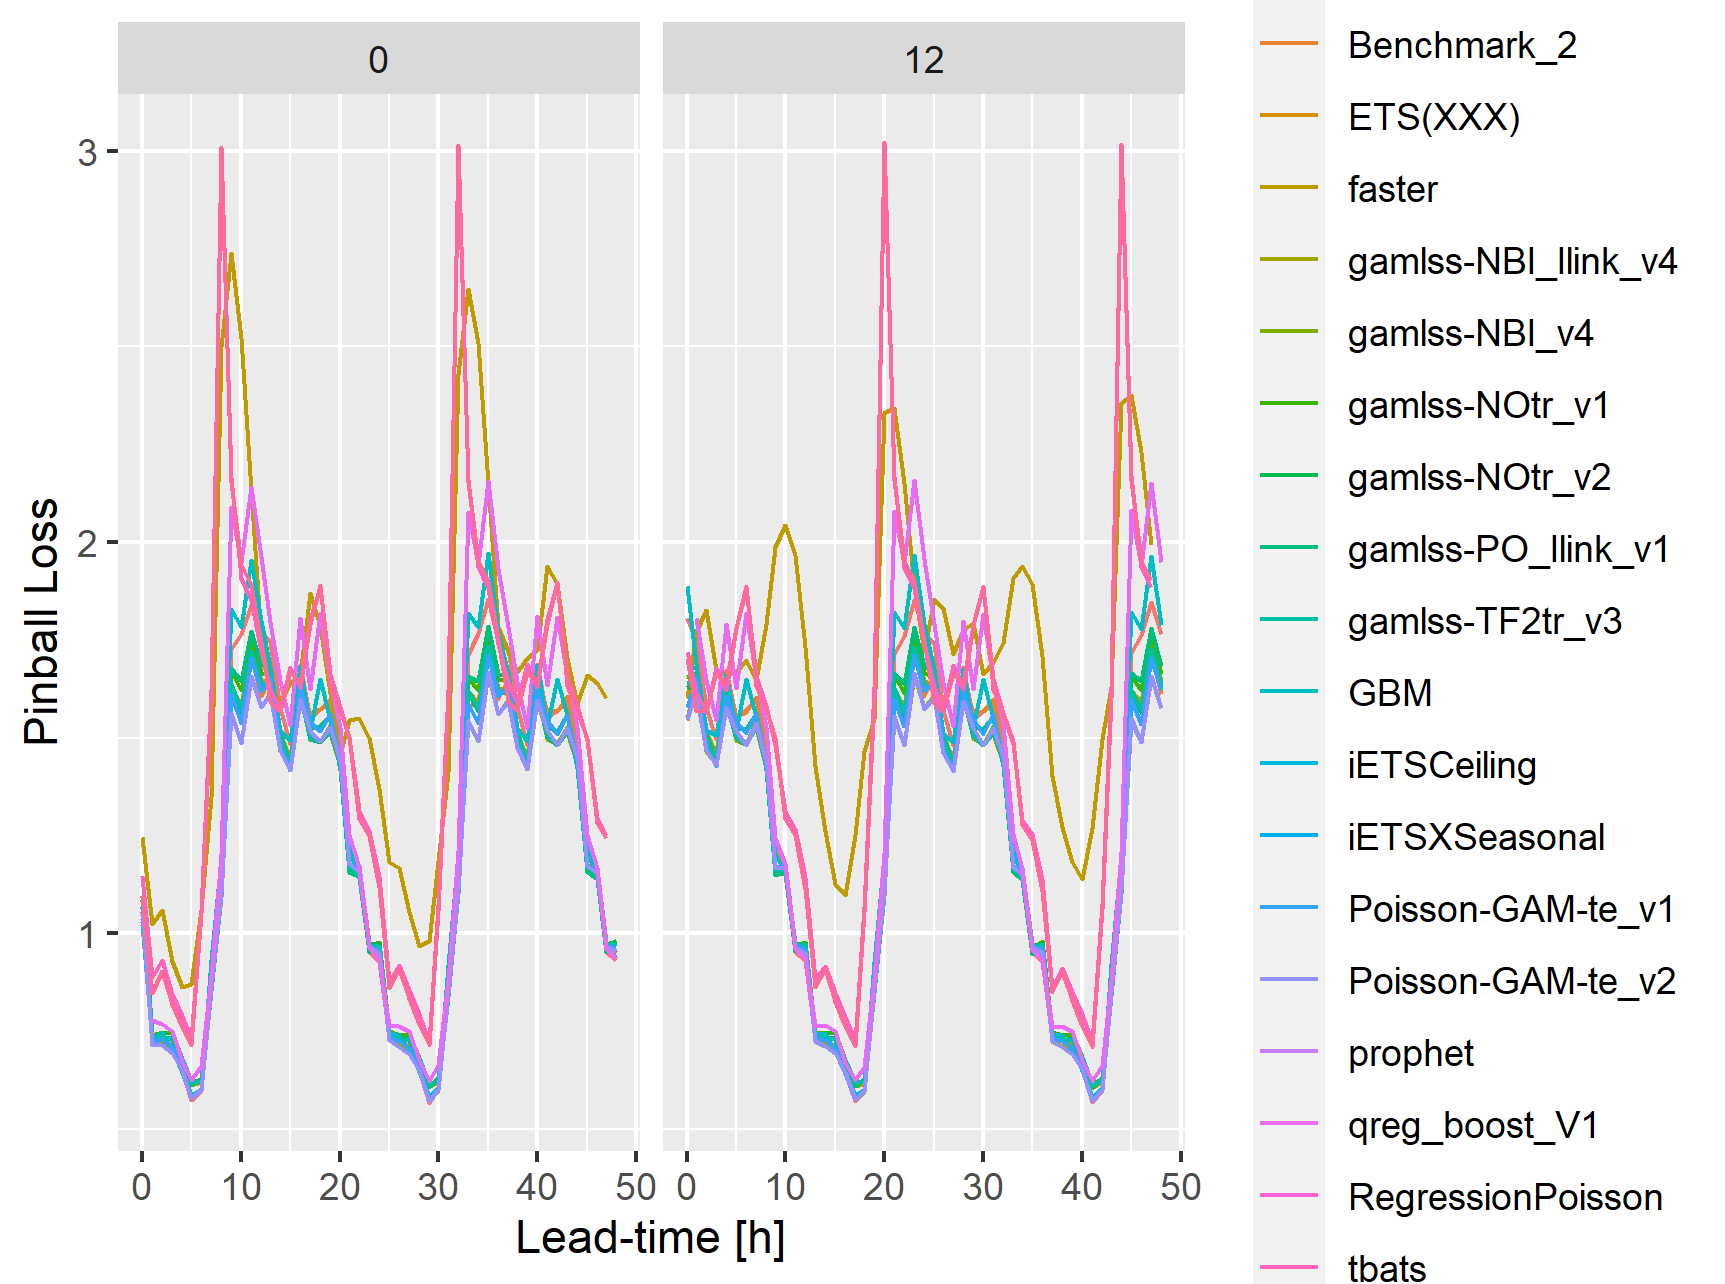 0
12
3
2
1
Pinball Loss
0 10 20 30 40 50
0 10 20 30 40 50
Lead-time [h]
Benchmark_2
ETS(XXX)
faster
gamlss-NBI_llink_v4
gamlss-NBI_v4
gamlss-NOtr_v1
gamlss-NOtr_v2
gamlss-PO_llink_v1
gamlss-TF2tr_v3
GBM
iETSCeiling
iETSXSeasonal
Poisson-GAM-te_v1
Poisson-GAM-te_v2
prophet
qreg_boost_V1
RegressionPoisson
tbats